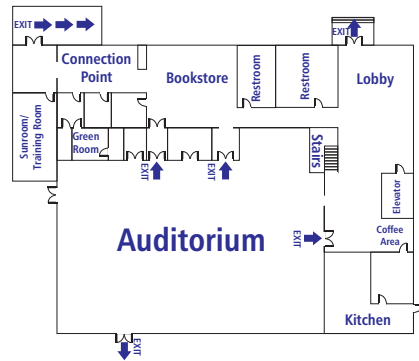 EXIT
EXIT
Connection
Point
Bookstore
Restroom
Restroom
Lobby
Sunroom/
Training Room
Green
Room
Stairs
EXIT
EXIT
Elevator
Coffee
Area
Auditorium
EXIT
Kitchen
EXIT